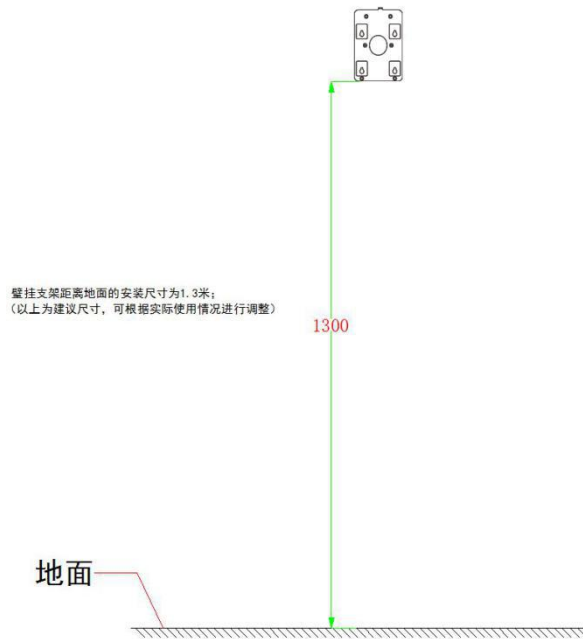 壁挂支架距离地面的安装尺寸为1.3米;
(以上为建议尺寸，可根据实际使用情况进行调整)
1300
地面